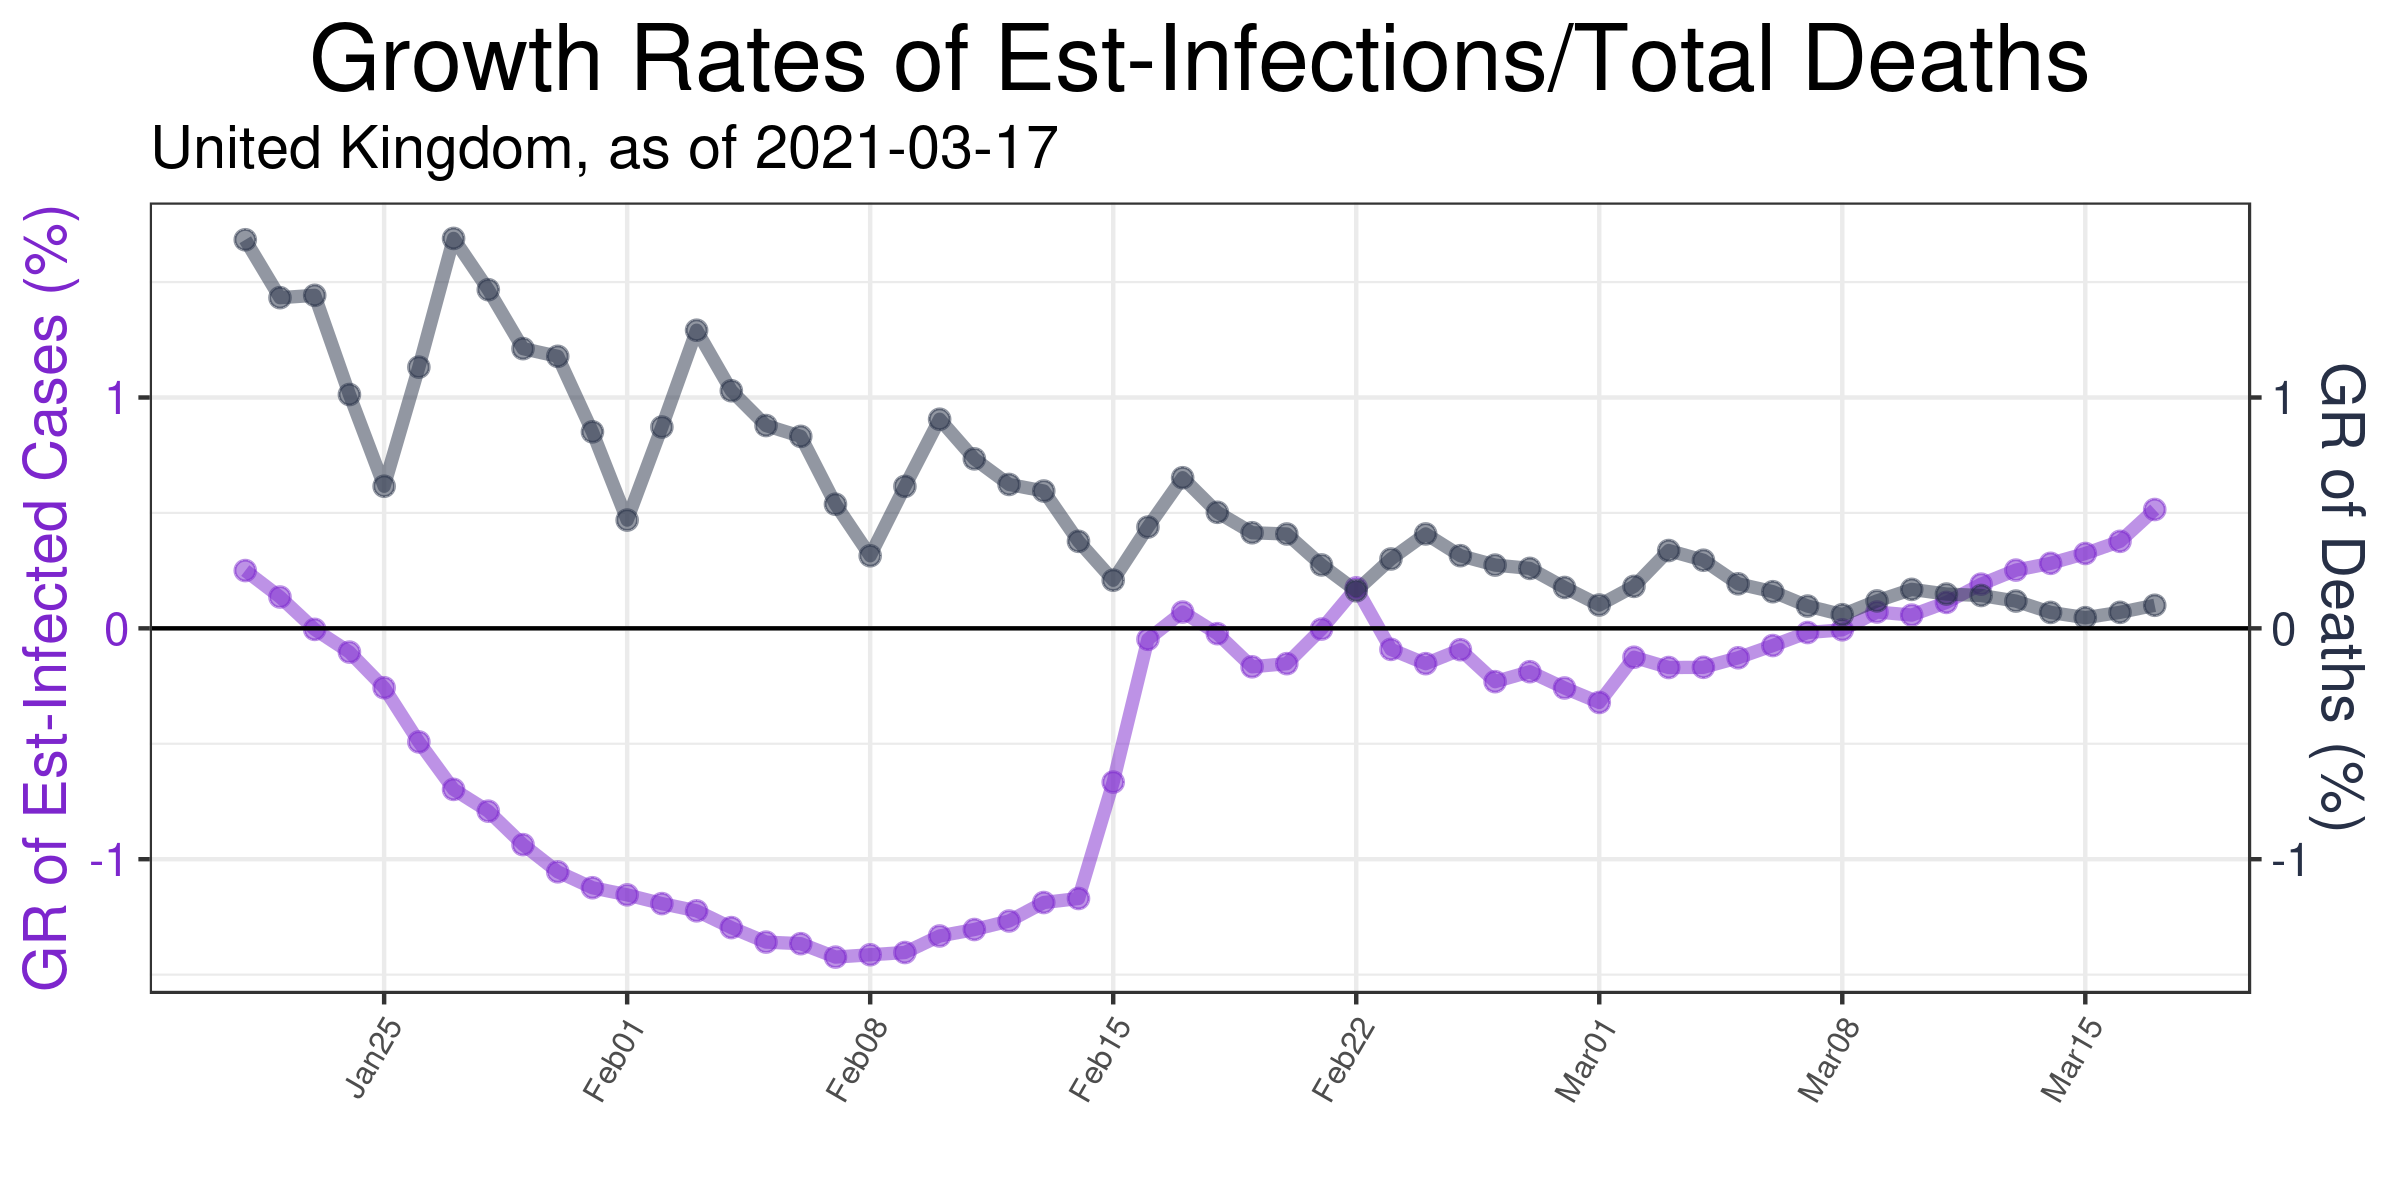 Growth Rates of Est-Infections/Total Deaths
United Kingdom, as of 2021-03-17
GR of Est-Infected Cases (%)
1
0
-1
1
0
-1
GR of Deaths (%)
Jan25
Feb01
Feb08
Feb15
Feb22
Mar01
Mar08
Mar15